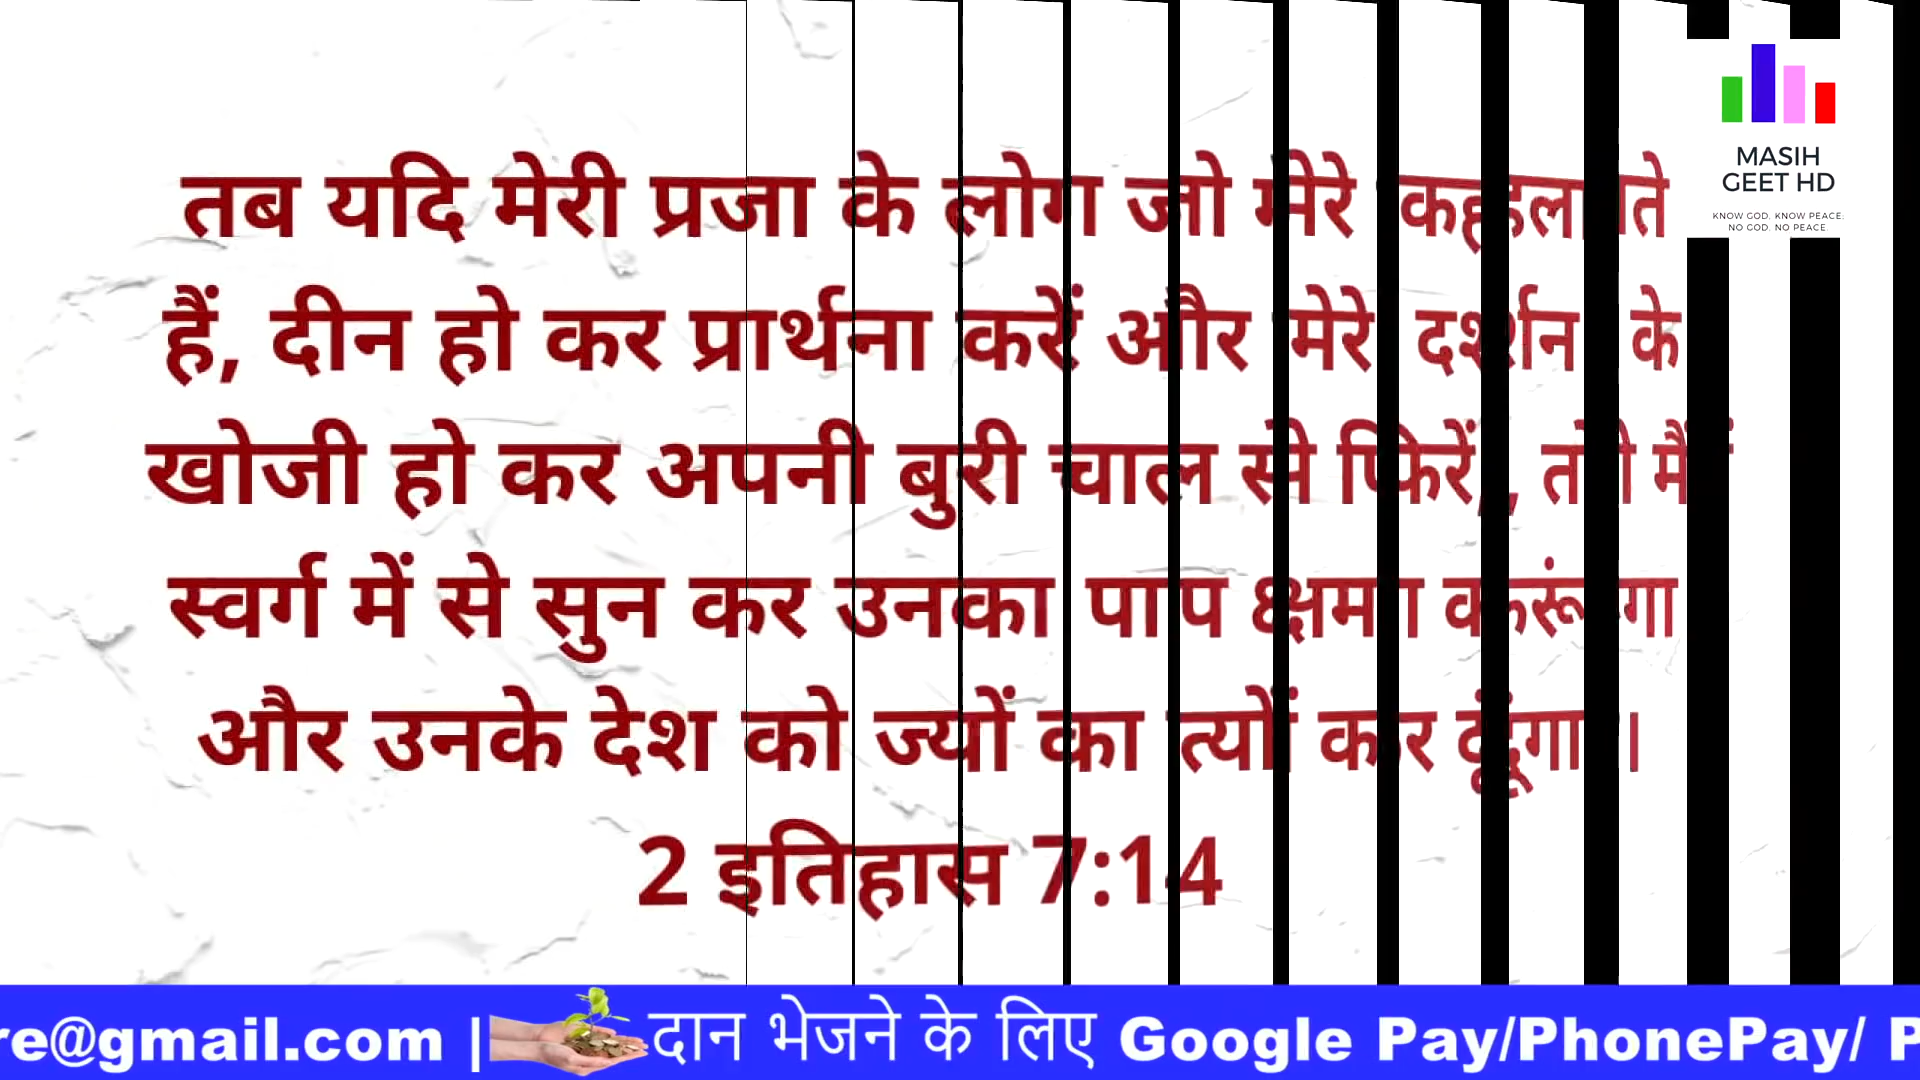 तब यदि मेरी प्रजा के लोग जो मेरे कहलाते
हैं, दीन हो कर प्रार्थना करें और मेरे दर्शन के
खोजी हो कर अपनी बुरी चाल से फिरें, तो मैं
स्वर्ग में से सुन कर उनका पाप क्षमा करूंगा
और उनके देश को ज्यों का त्यों कर दूंगा।
2 इतिहास 7:14
MASIH
GEET HD
KNOW GOD. KNOW PEACE:
NO GOD. NO PEACE
re@gmail.com | दान भेजने के लिए Google Pay/PhonePay/ P